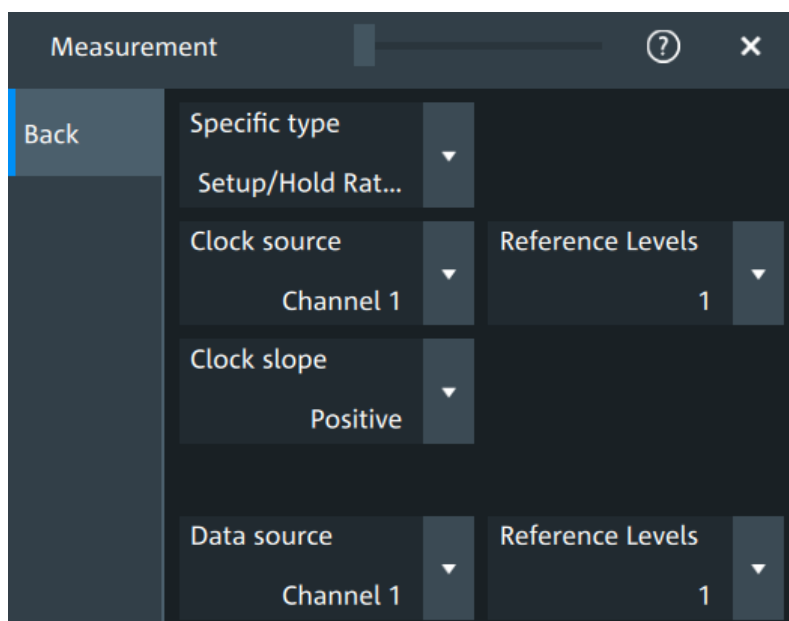 Measurement
Back
Specific type
Setup/Hold Rat...
Clock source
Channel 1
Reference Levels
1
Clock slope
Positive
Data source
Channel 1
Reference Levels
1